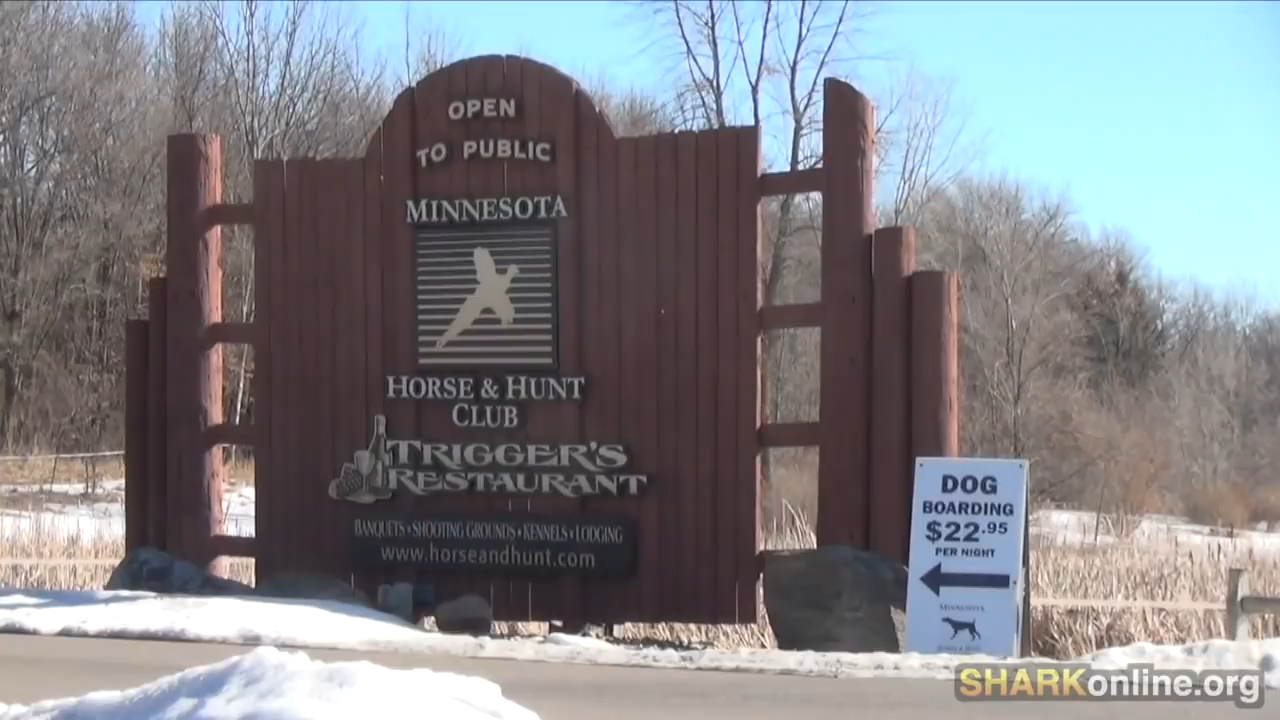 OPEN
TO PUBLIC
MINNESOTA
HORSE & HUNT
CLUB
TRIGGER'S
RESTAURANT
BANQUETS • SHOOTING GROUNDS • KENNELS • LODGING
www.horseandhunt.com
DOG
BOARDING
$22.95
PER NIGHT
MINNESOTA
SHARKonline.org